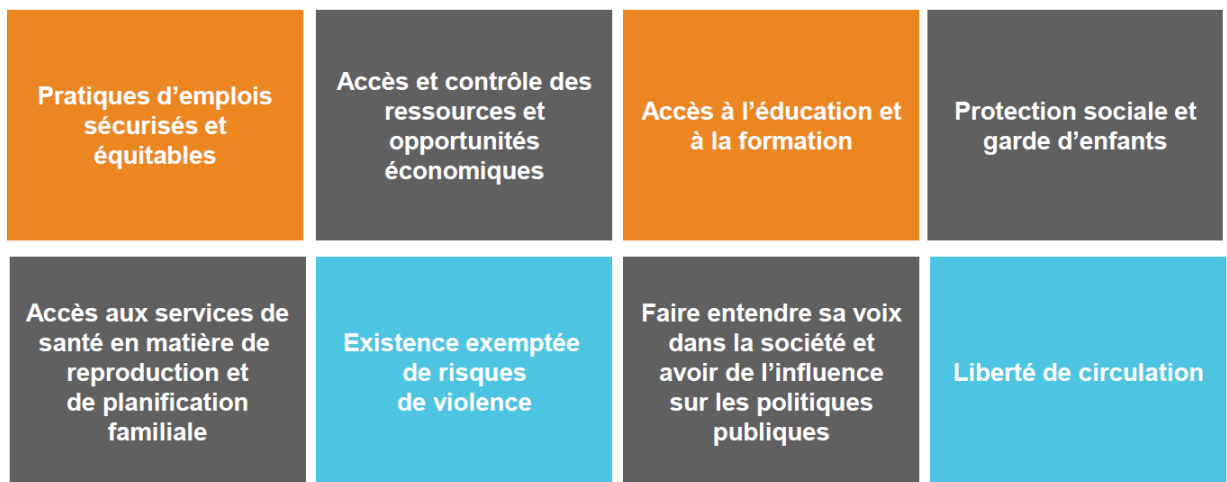 Pratiques d'emplois
sécurisés et
équitables
Accès et contrôle des
ressources et
opportunités
économiques
Accès à l'éducation et
à la formation
Protection sociale et
garde d'enfants
Accès aux services de
santé en matière de
reproduction et
de planification
familiale
Existence exemptée
de risques
de violence
Faire entendre sa voix
dans la société et
avoir de l'influence
sur les politiques
publiques
Liberté de circulation